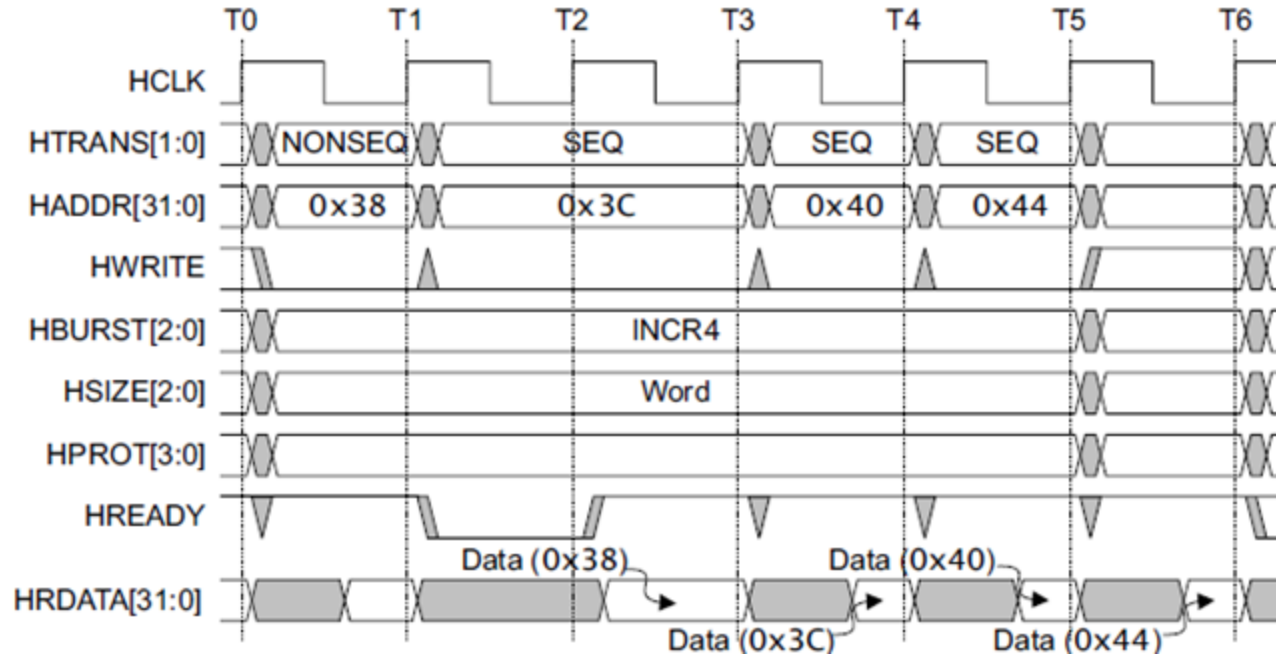 T0 T1 T2 T3 T4 T5 T6
HCLK
HTRANS[1:0] NONSEQ SEQ SEQ SEQ
HADDR[31:0] 0x38 0x3C 0x40 0x44
HWRITE
HBURST[2:0] INCR4
HSIZE[2:0] Word
HPROT[3:0]
HREADY
Data (0x38) Data (0x40)
HRDATA[31:0]
Data (0x3C) Data (0x44)